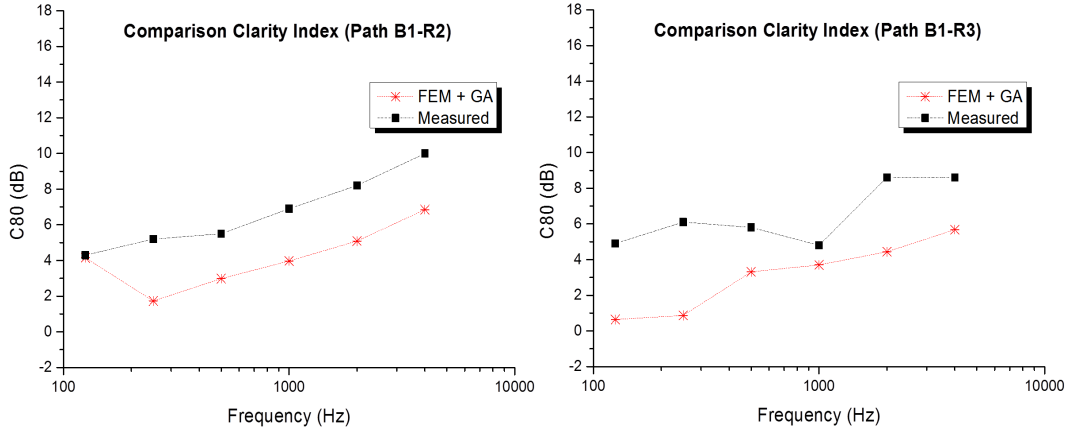 Comparison Clarity Index (Path B1-R2)
FEM + GA
Measured
C80 (dB)
18
16
14
12
10
8
6
4
2
0
-2
100
1000
10000
Frequency (Hz)
Comparison Clarity Index (Path B1-R3)
FEM + GA
Measured
C80 (dB)
18
16
14
12
10
8
6
4
2
0
-2
100
1000
10000
Frequency (Hz)